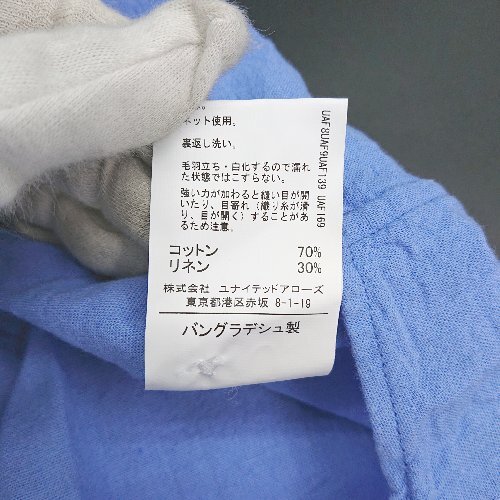 ネット使用。
裏返し洗い。
毛羽立ち・白化するので濡れ
た状態ではこすらない。
強い力が加わると縫い目が開
いたり、目寄れ(織り糸が滑
り、目が開く)することがあ
るため注意。
コットン 70%
リネン 30%
株式会社 ユナイテッドアローズ
東京都港区赤坂 8-1-19
バングラデシュ製
UAF8UAF9UAF139 UAF169